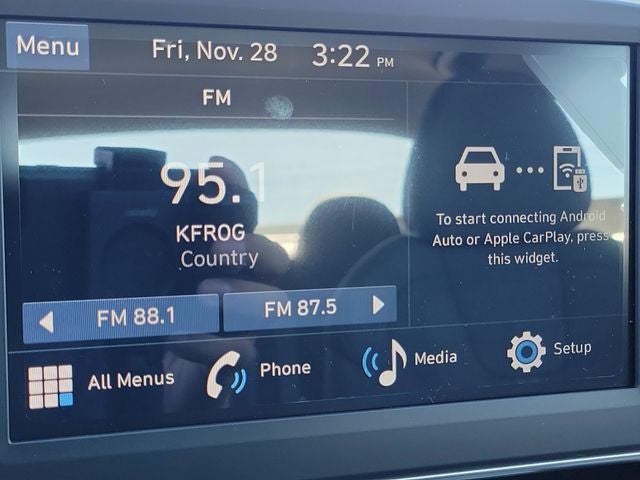 Menu
Fri, Nov. 28
3:22 PM
FM
95.1
KFROG
Country
FM 88.1
FM 87.5
To start connecting Android
Auto or Apple CarPlay, press
this widget.
All Menus
Phone
Media
Setup